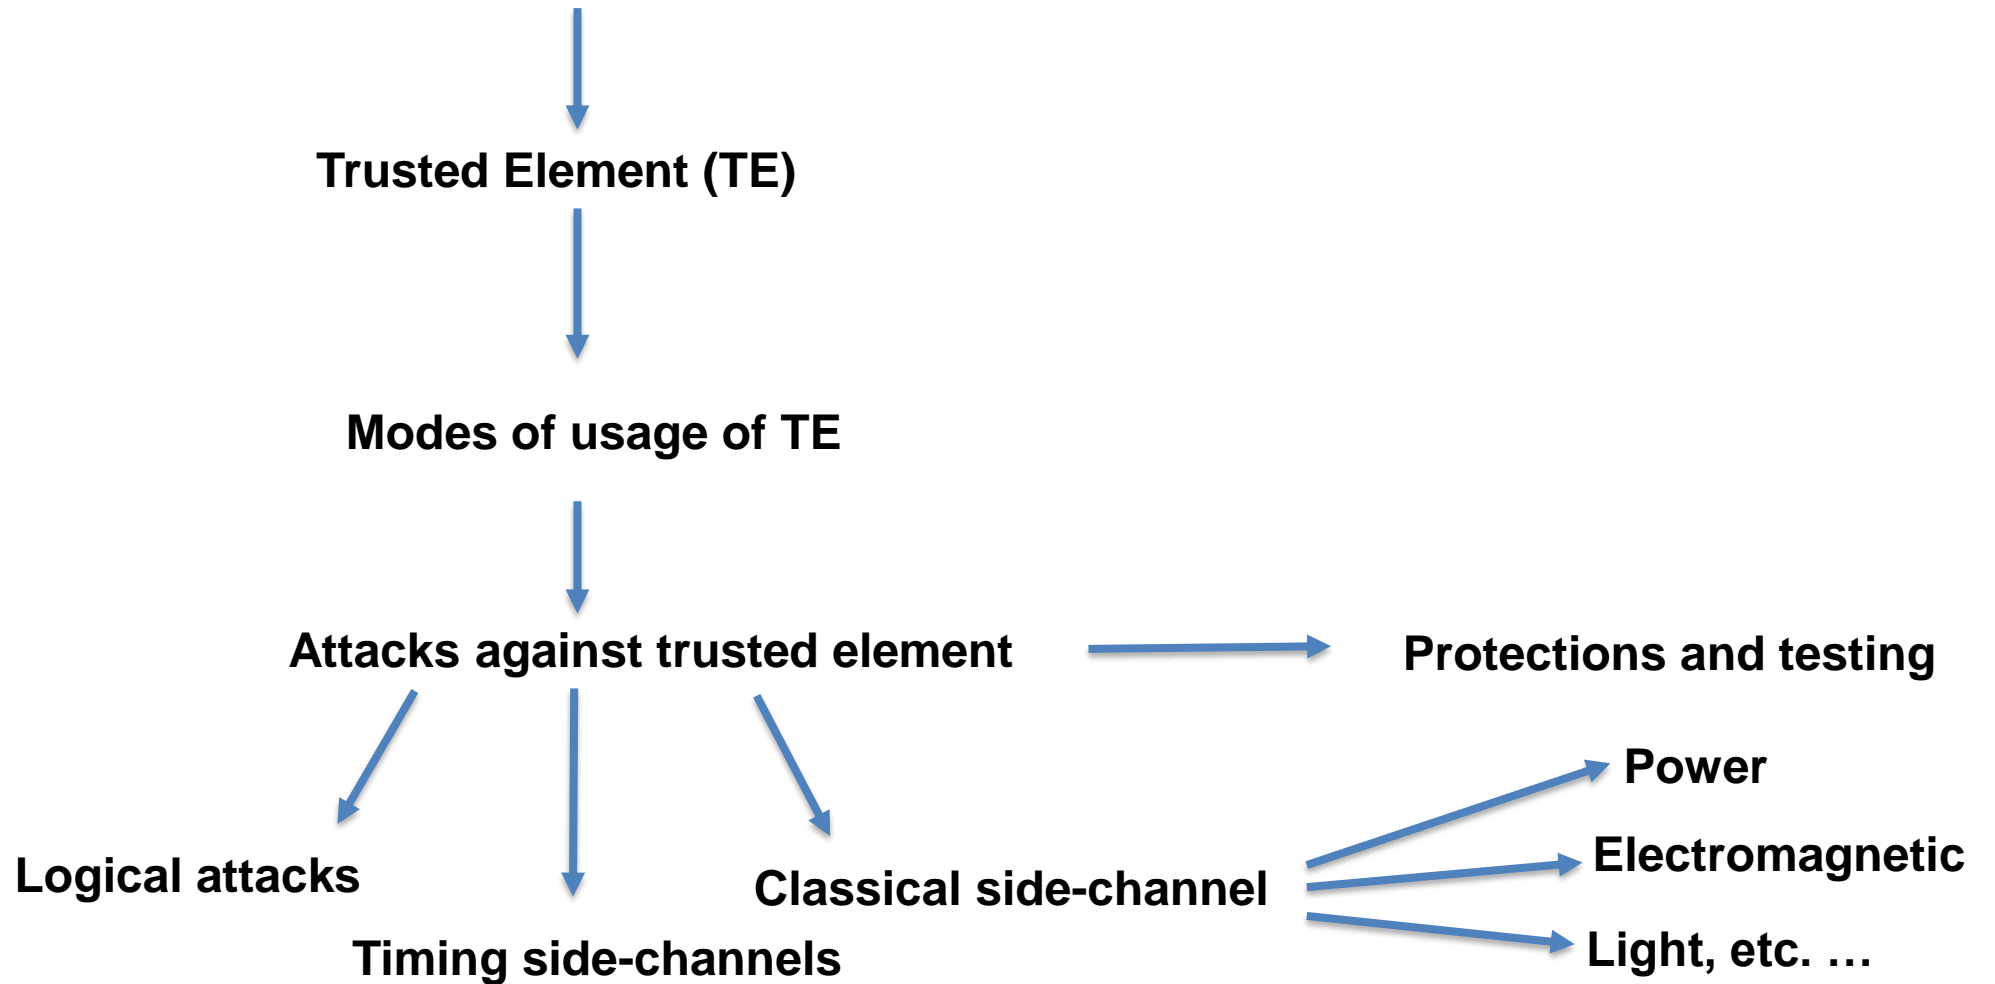 Trusted Element (TE)
Modes of usage of TE
Attacks against trusted element
Protections and testing
Power
Electromagnetic
Logical attacks
Classical side-channel
Light, etc. …
Timing side-channels